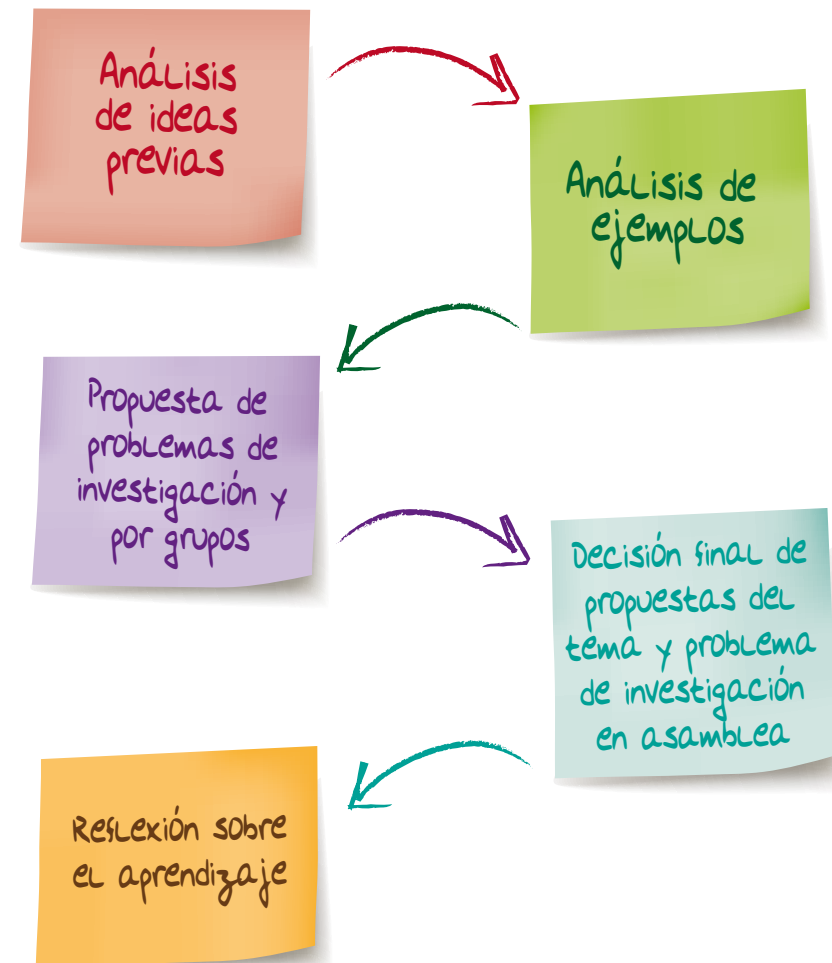 Análisis
de ideas
previas
Análisis de
ejemplos
Propuesta de
problemas de
investigación y
por grupos
Decisión final de
propuestas del
tema y problema
de investigación
en asamblea
Reflexión sobre
el aprendizaje